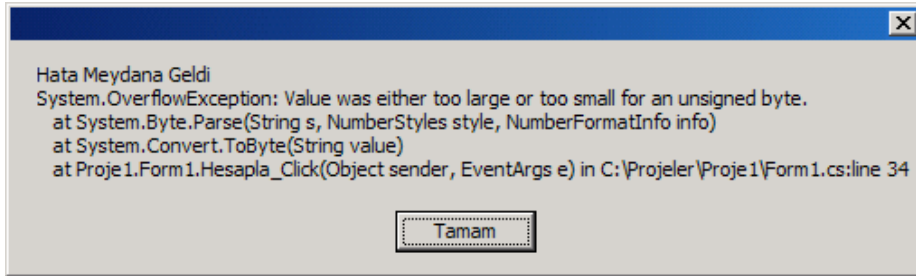 Hata Meydana Geldi
System.OverflowException: Value was either too large or too small for an unsigned byte.
at System.Byte.Parse(String s, NumberStyles style, NumberFormatInfo info)
at System.Convert.ToByte(String value)
at Proje1.Form1.Hesapla_Click(Object sender, EventArgs e) in C:\Projeler\Proje1\Form1.cs:line 34
Tamam